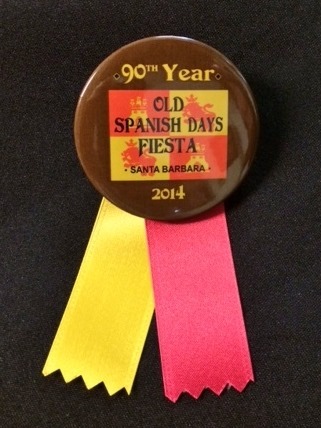 90TH Year
OLD
SPANISH DAYS
FIESTA
• SANTA BARBARA •
2014